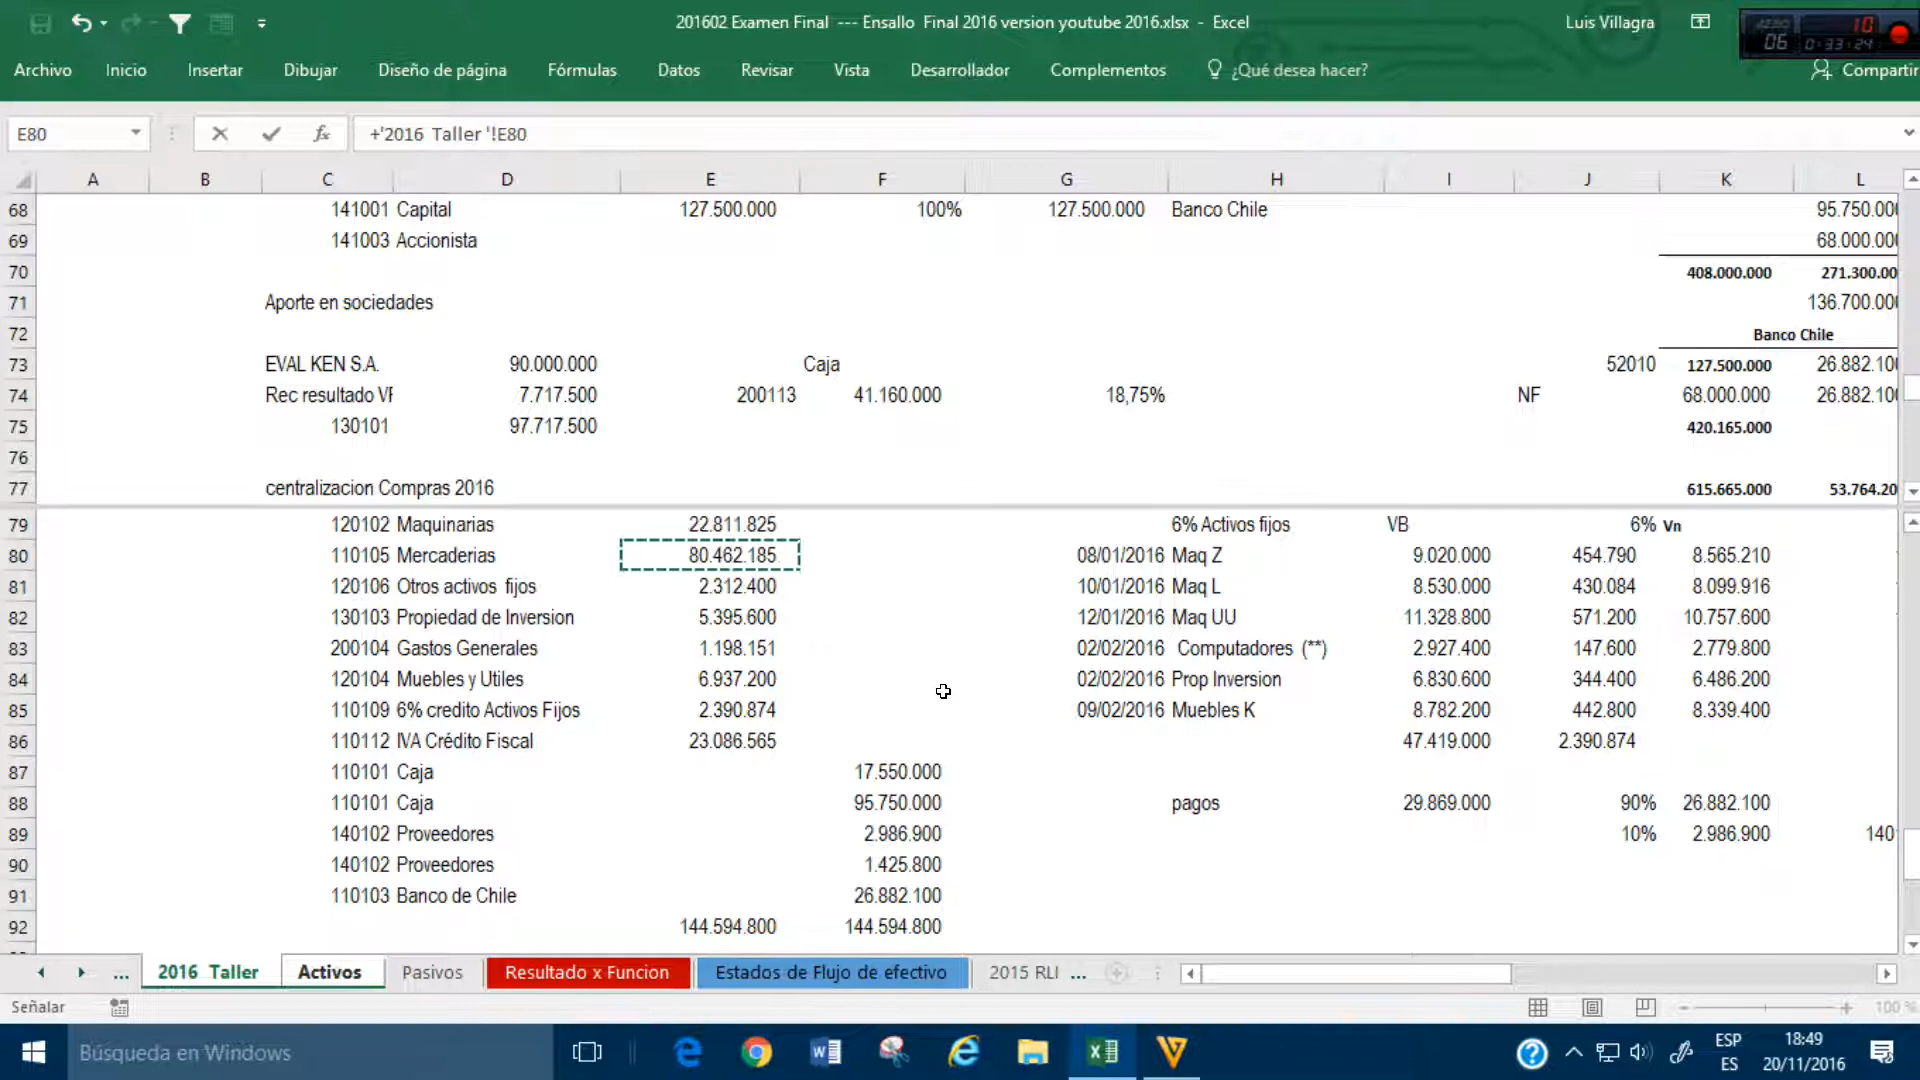 201602 Examen Final --- Ensallo Final 2016 version youtube 2016.xlsx - Excel
Luis Villagra
10
06 0:33:24
Archivo Inicio Insertar Dibujar Diseño de página Fórmulas Datos Revisar Vista Desarrollador Complementos ¿Qué desea hacer? Compartir
E80 fx +'2016 Taller '!E80
A B C D E F G H I J K L
68 141001 Capital 127.500.000 100% 127.500.000 Banco Chile 95.750.000
69 141003 Accionista 68.000.000
70 408.000.000 271.300.00
71 Aporte en sociedades 136.700.000
72 Banco Chile
73 EVAL KEN S.A. 90.000.000 Caja 52010 127.500.000 26.882.100
74 Rec resultado VF 7.717.500 200113 41.160.000 18,75% NF 68.000.000 26.882.100
75 130101 97.717.500 420.165.000
76
77 centralizacion Compras 2016 615.665.000 53.764.20
79 120102 Maquinarias 22.811.825 6% Activos fijos VB 6% Vn
80 110105 Mercaderias 80.462.185 08/01/2016 Maq Z 9.020.000 454.790 8.565.210
81 120106 Otros activos fijos 2.312.400 10/01/2016 Maq L 8.530.000 430.084 8.099.916
82 130103 Propiedad de Inversion 5.395.600 12/01/2016 Maq UU 11.328.800 571.200 10.757.600
83 200104 Gastos Generales 1.198.151 02/02/2016 Computadores (**) 2.927.400 147.600 2.779.800
84 120104 Muebles y Utiles 6.937.200 02/02/2016 Prop Inversion 6.830.600 344.400 6.486.200
85 110109 6% credito Activos Fijos 2.390.874 09/02/2016 Muebles K 8.782.200 442.800 8.339.400
86 110112 IVA Crédito Fiscal 23.086.565 47.419.000 2.390.874
87 110101 Caja 17.550.000
88 110101 Caja 95.750.000 pagos 29.869.000 90% 26.882.100
89 140102 Proveedores 2.986.900 10% 2.986.900 140
90 140102 Proveedores 1.425.800
91 110103 Banco de Chile 26.882.100
92 144.594.800 144.594.800
... 2016 Taller Activos Pasivos Resultado x Funcion Estados de Flujo de efectivo 2015 RLI ...
Señalar 100 %
Búsqueda en Windows
ESP
ES
18:49
20/11/2016